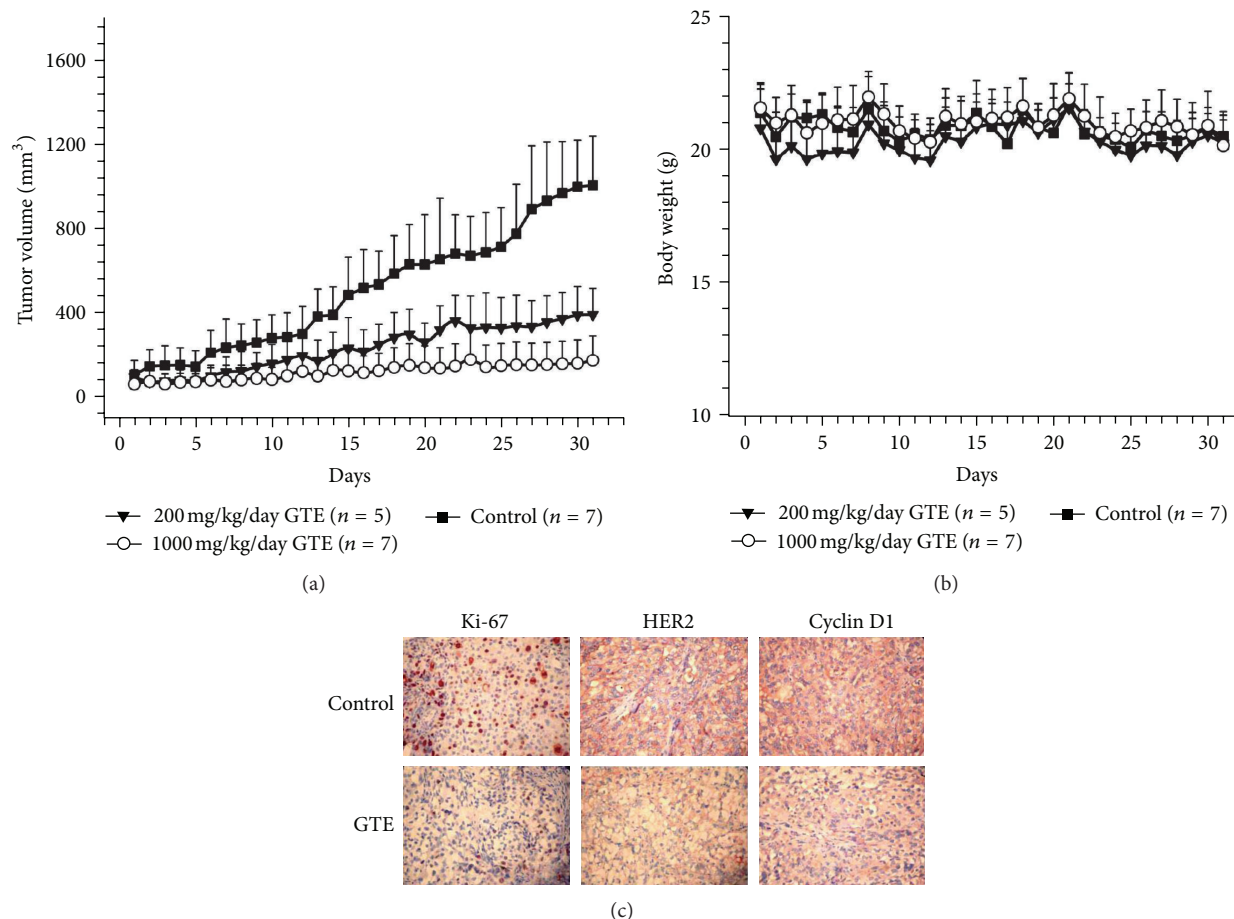 1600
1200
800
400
0
Tumor volume (mm³)
0 5 10 15 20 25 30
Days
200 mg/kg/day GTE (n = 5)
Control (n = 7)
1000 mg/kg/day GTE (n = 7)
(a)
25
20
15
10
Body weight (g)
0 5 10 15 20 25 30
Days
200 mg/kg/day GTE (n = 5)
Control (n = 7)
1000 mg/kg/day GTE (n = 7)
(b)
Ki-67 HER2 Cyclin D1
Control
GTE
(c)